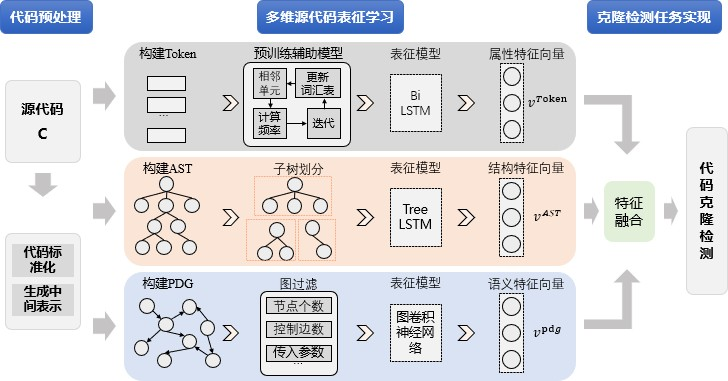 代码预处理
多维源代码表征学习
克隆检测任务实现
源代码
C
代码标
准化
生成中
间表示
构建Token
...
预训练辅助模型
相邻
单元
更新
词汇表
计算
频率
迭代
表征模型
Bi
LSTM
属性特征向量
v^Token
构建AST
子树划分
表征模型
Tree
LSTM
结构特征向量
v^AST
构建PDG
图过滤
节点个数
控制边数
传入参数
表征模型
图卷积
神经网
络
语义特征向量
v^pdg
特征
融合
代
码
克
隆
检
测